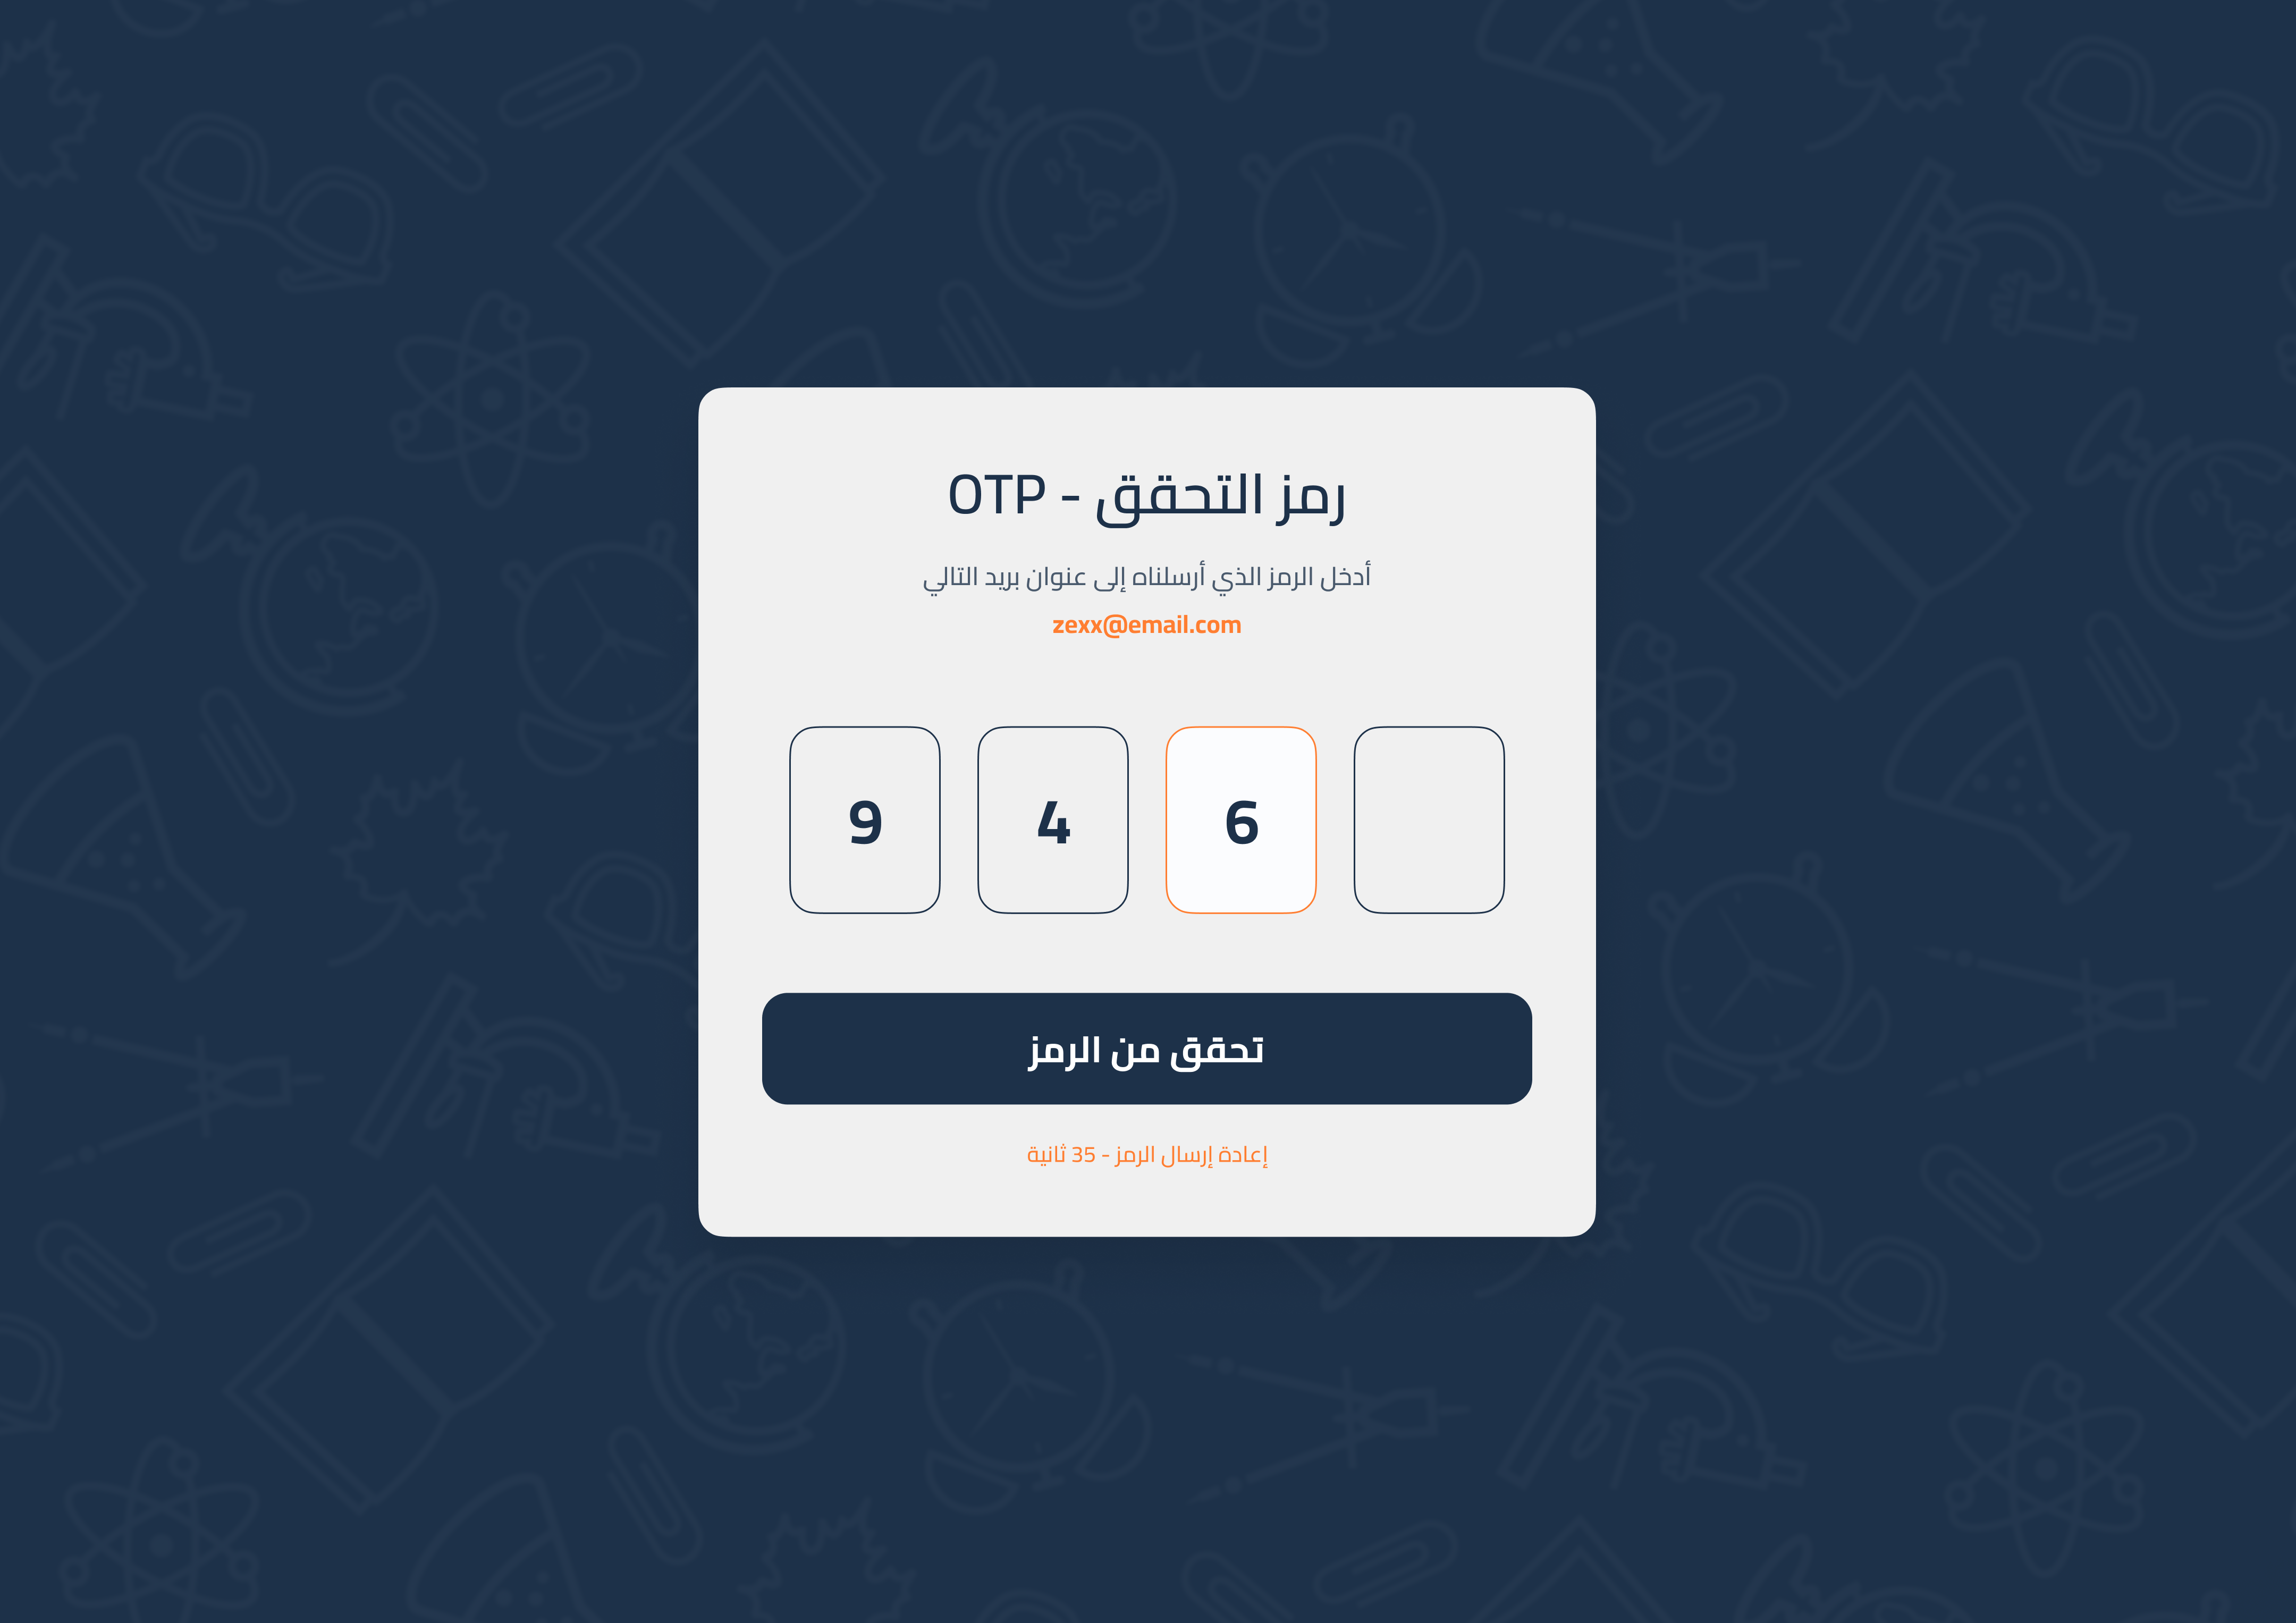 رمز التحقق - OTP
أدخل الرمز الذي أرسلناه إلى عنوان بريد التالي
zexx@email.com
9 4 6
تحقق من الرمز
إعادة إرسال الرمز - 35 ثانية